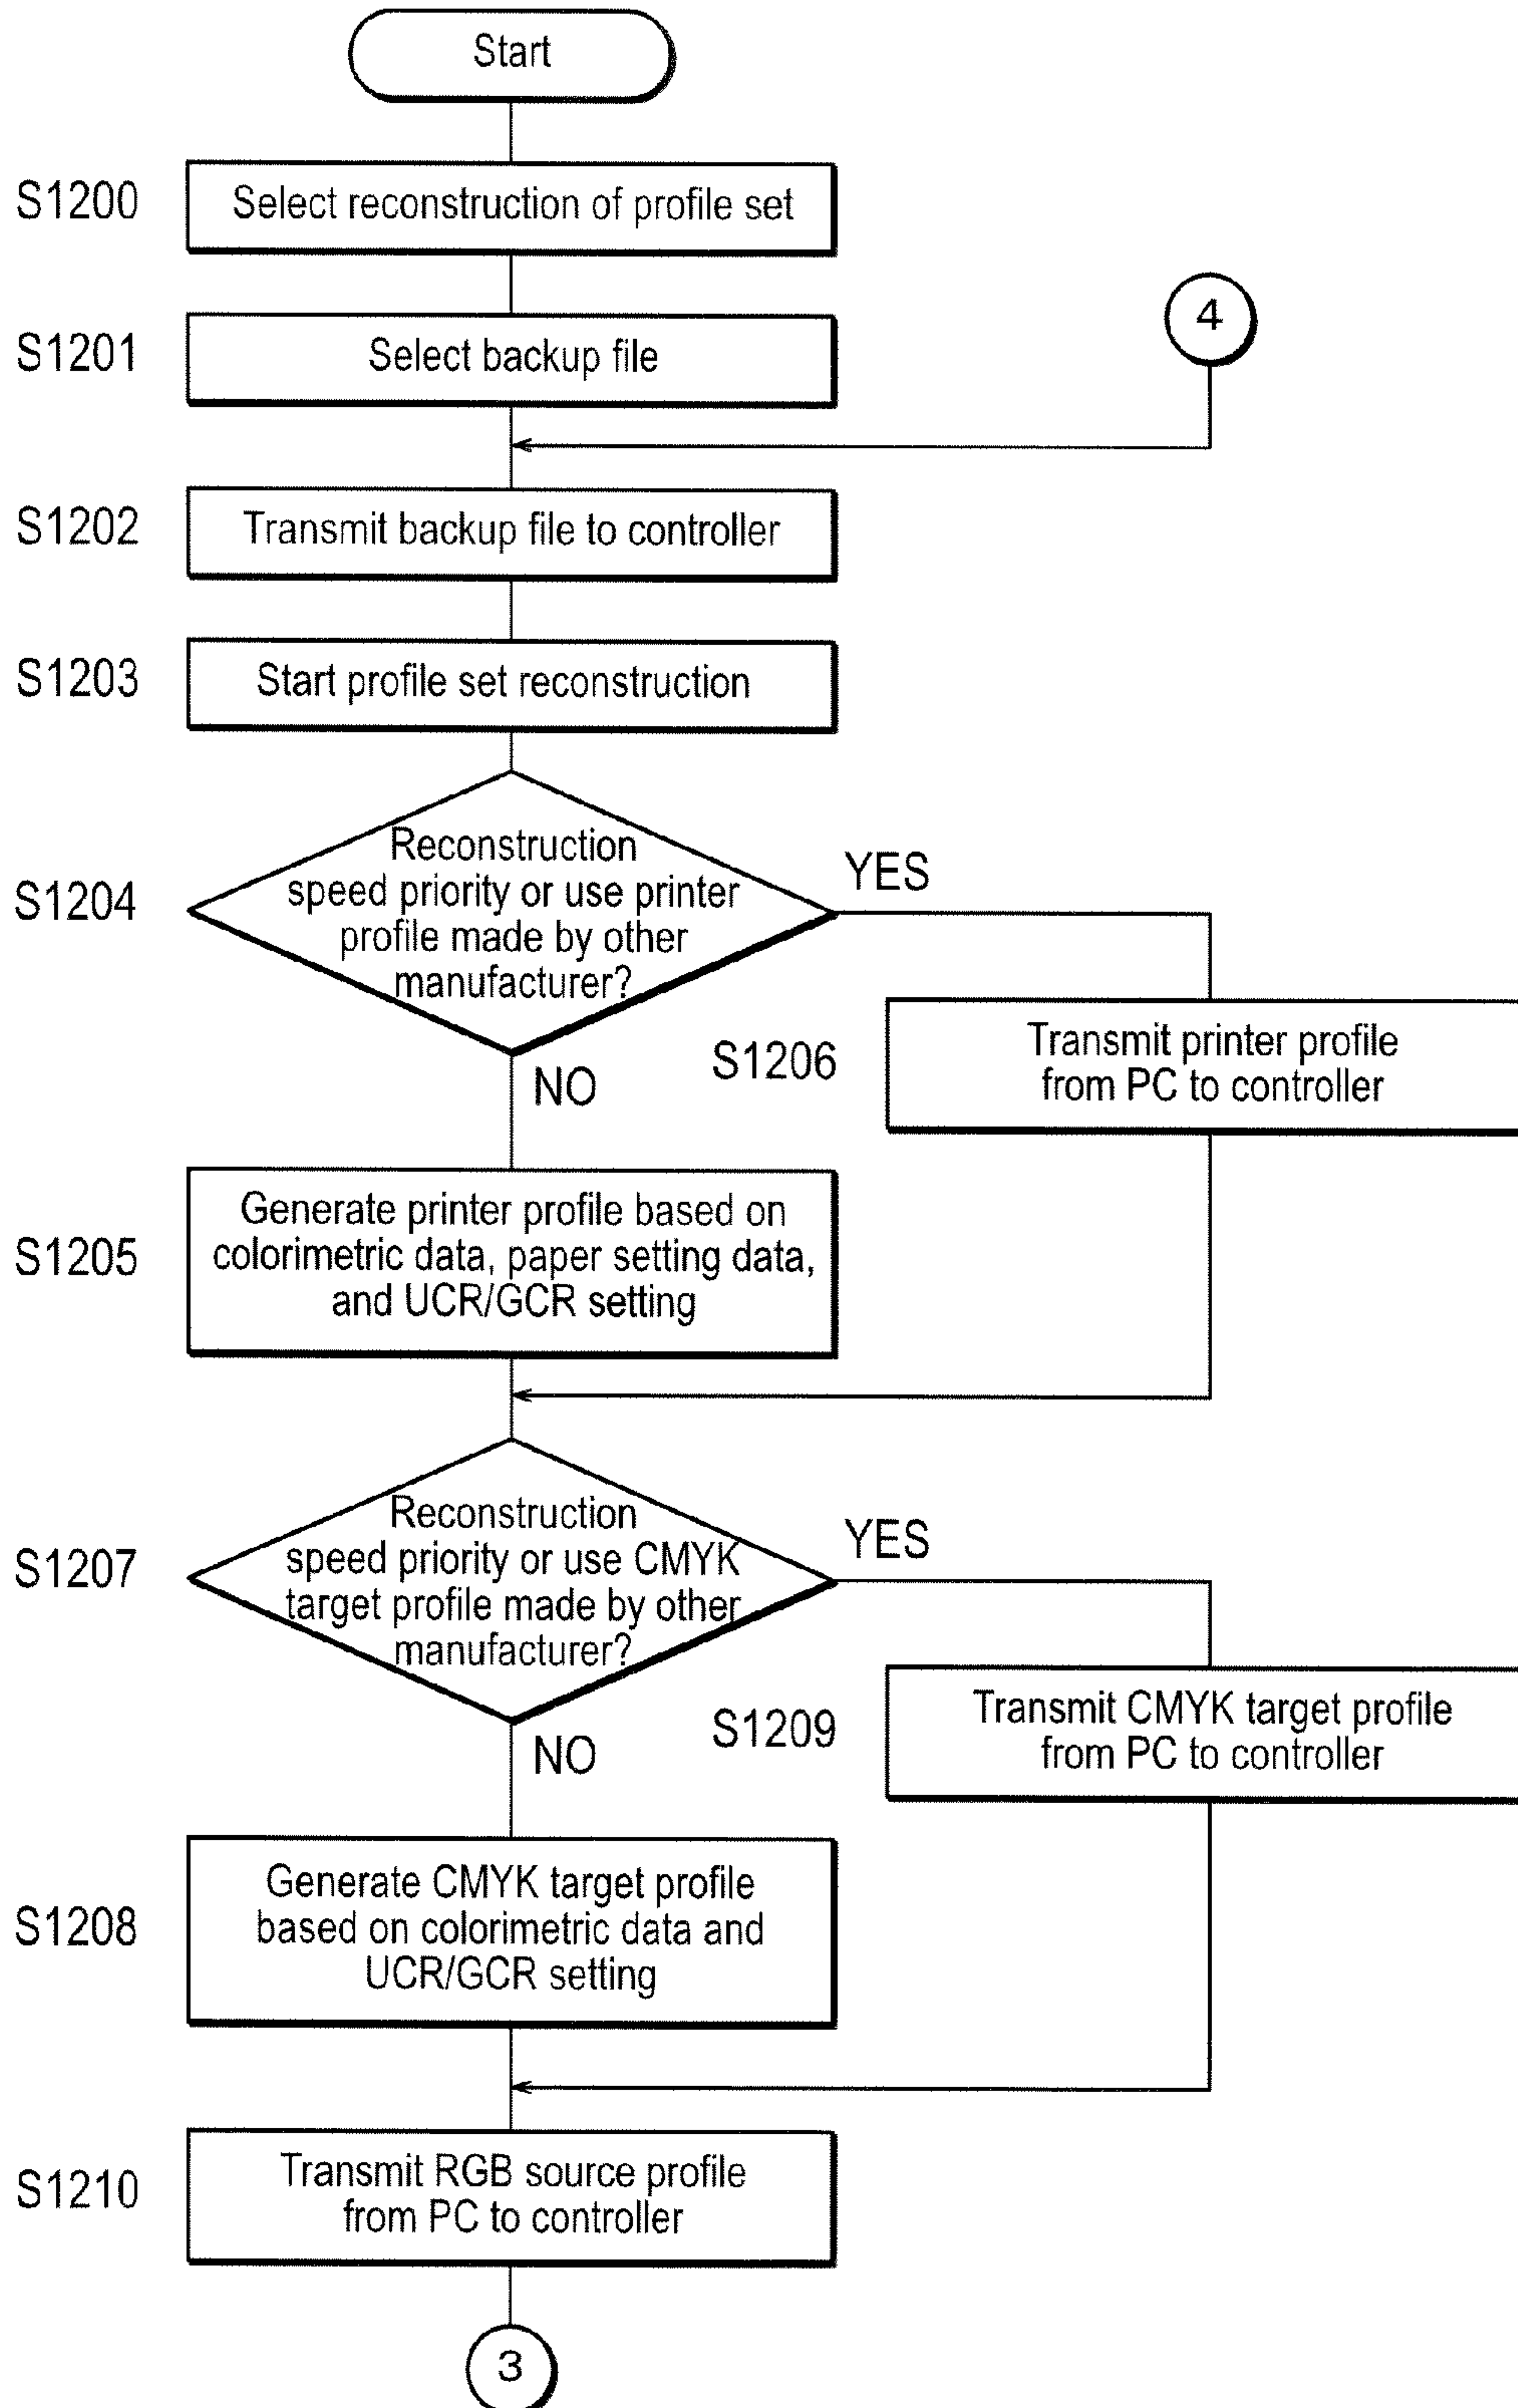 Start
S1200
Select reconstruction of profile set
S1201
Select backup file
4
S1202
Transmit backup file to controller
S1203
Start profile set reconstruction
S1204
Reconstruction
speed priority or use printer
profile made by other
manufacturer?
YES
NO
S1206
Transmit printer profile
from PC to controller
S1205
Generate printer profile based on
colorimetric data, paper setting data,
and UCR/GCR setting
S1207
Reconstruction
speed priority or use CMYK
target profile made by other
manufacturer?
YES
NO
S1209
Transmit CMYK target profile
from PC to controller
S1208
Generate CMYK target profile
based on colorimetric data and
UCR/GCR setting
S1210
Transmit RGB source profile
from PC to controller
3